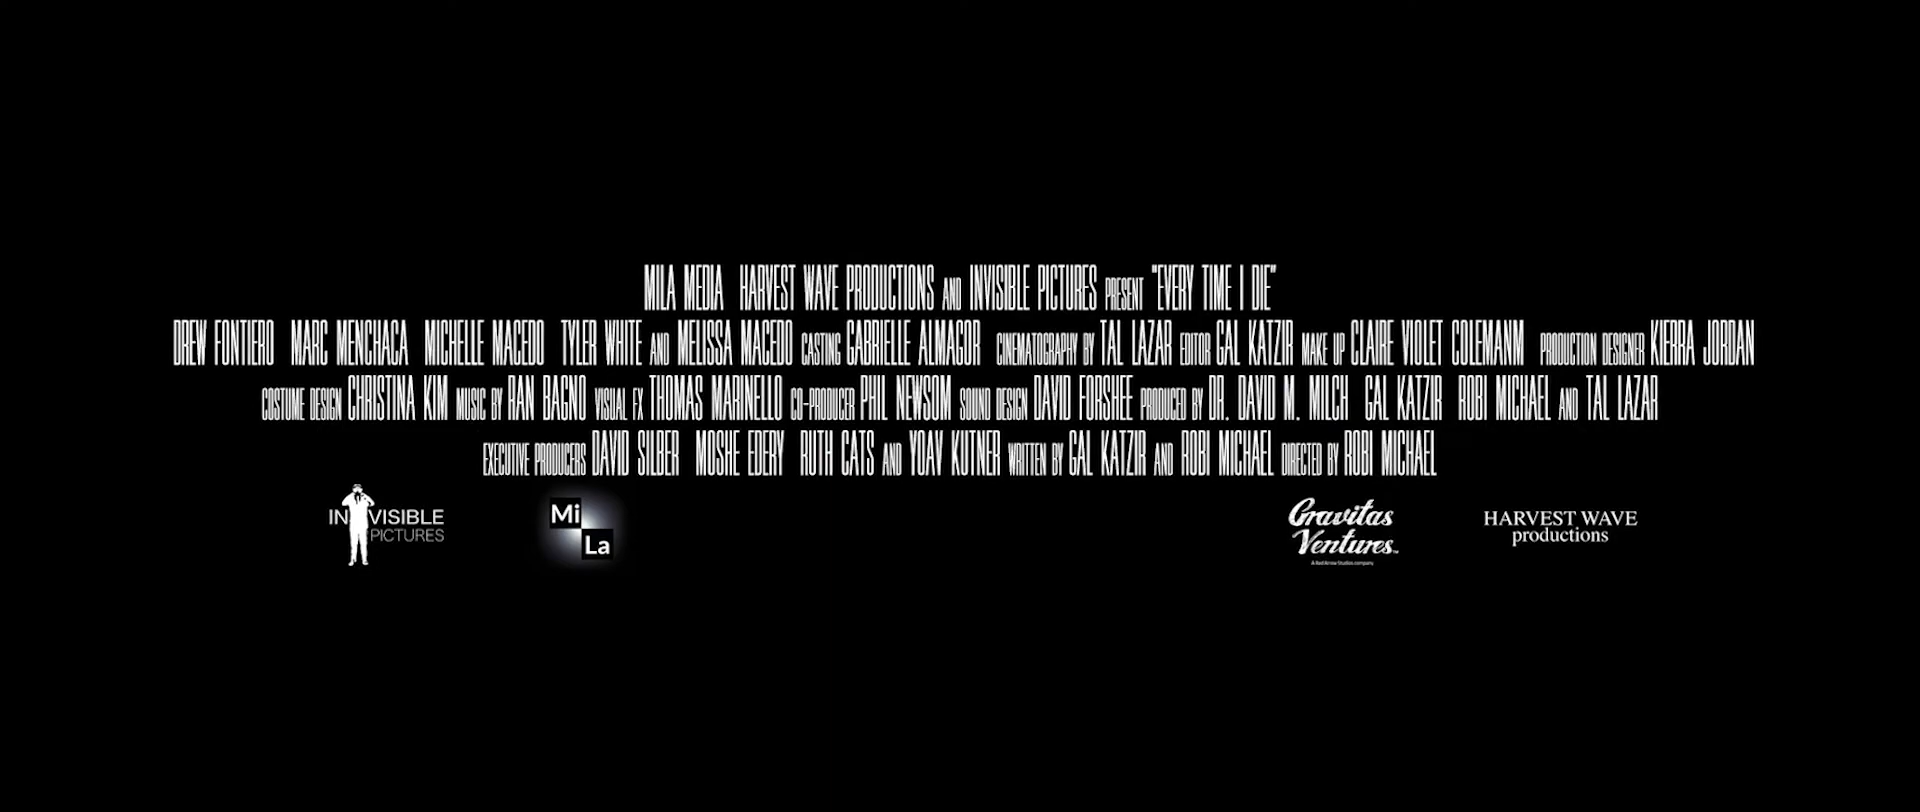 MILA MEDIA HARVEST WAVE PRODUCTIONS AND INVISIBLE PICTURES PRESENT "EVERY TIME I DIE"
DREW FONTIERO MARC MENCHACA MICHELLE MACEDO TYLER WHITE AND MELISSA MACEDO CASTING GABRIELLE ALMAGOR CINEMATOGRAPHY BY TAL LAZAR EDITOR GAL KATZIR MAKE UP CLAIRE VIOLET COLEMANM PRODUCTION DESIGNER KIERRA JORDAN
COSTUME DESIGN CHRISTINA KIM MUSIC BY RAN BAGNO VISUAL FX THOMAS MARINELLO CO-PRODUCER PHIL NEWSOM SOUND DESIGN DAVID FORSHEE PRODUCED BY DR. DAVID M. MILCH GAL KATZIR ROBI MICHAEL AND TAL LAZAR
EXECUTIVE PRODUCERS DAVID SILBER MOSHE EDERY RUTH CATS AND YOAV KUTNER WRITTEN BY GAL KATZIR AND ROBI MICHAEL DIRECTED BY ROBI MICHAEL
INVISIBLE
PICTURES
Mi
La
Gravitas
Ventures™
A Red Arrow Studios company
HARVEST WAVE
productions